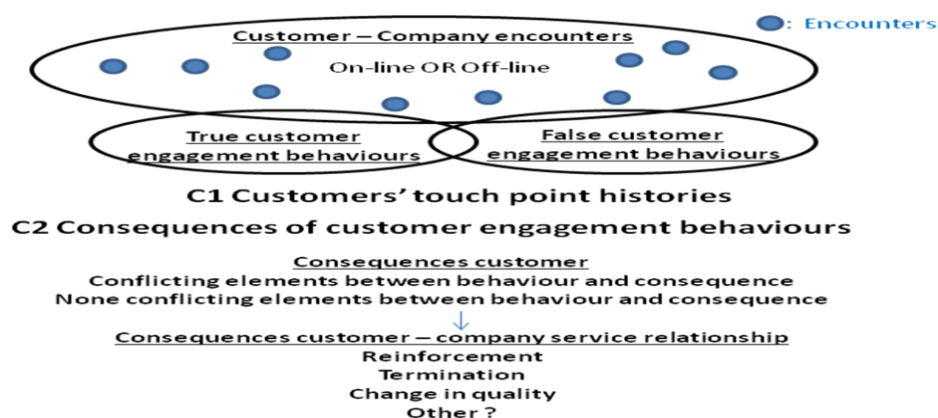 : Encounters
Customer – Company encounters
On-line OR Off-line
True customer
engagement behaviours
False customer
engagement behaviours
C1 Customers' touch point histories
C2 Consequences of customer engagement behaviours
Consequences customer
Conflicting elements between behaviour and consequence
None conflicting elements between behaviour and consequence
Consequences customer – company service relationship
Reinforcement
Termination
Change in quality
Other ?